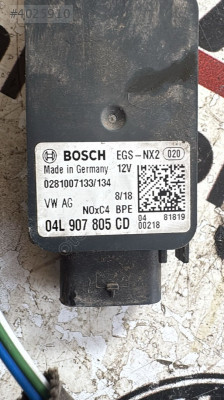 #4025910
BOSCH EGS-NX2 020
Made in Germany 12V
0281007133/134
VW AG 8/18
NOxC4 BPE
04L 907 805 CD
04 81819
00218